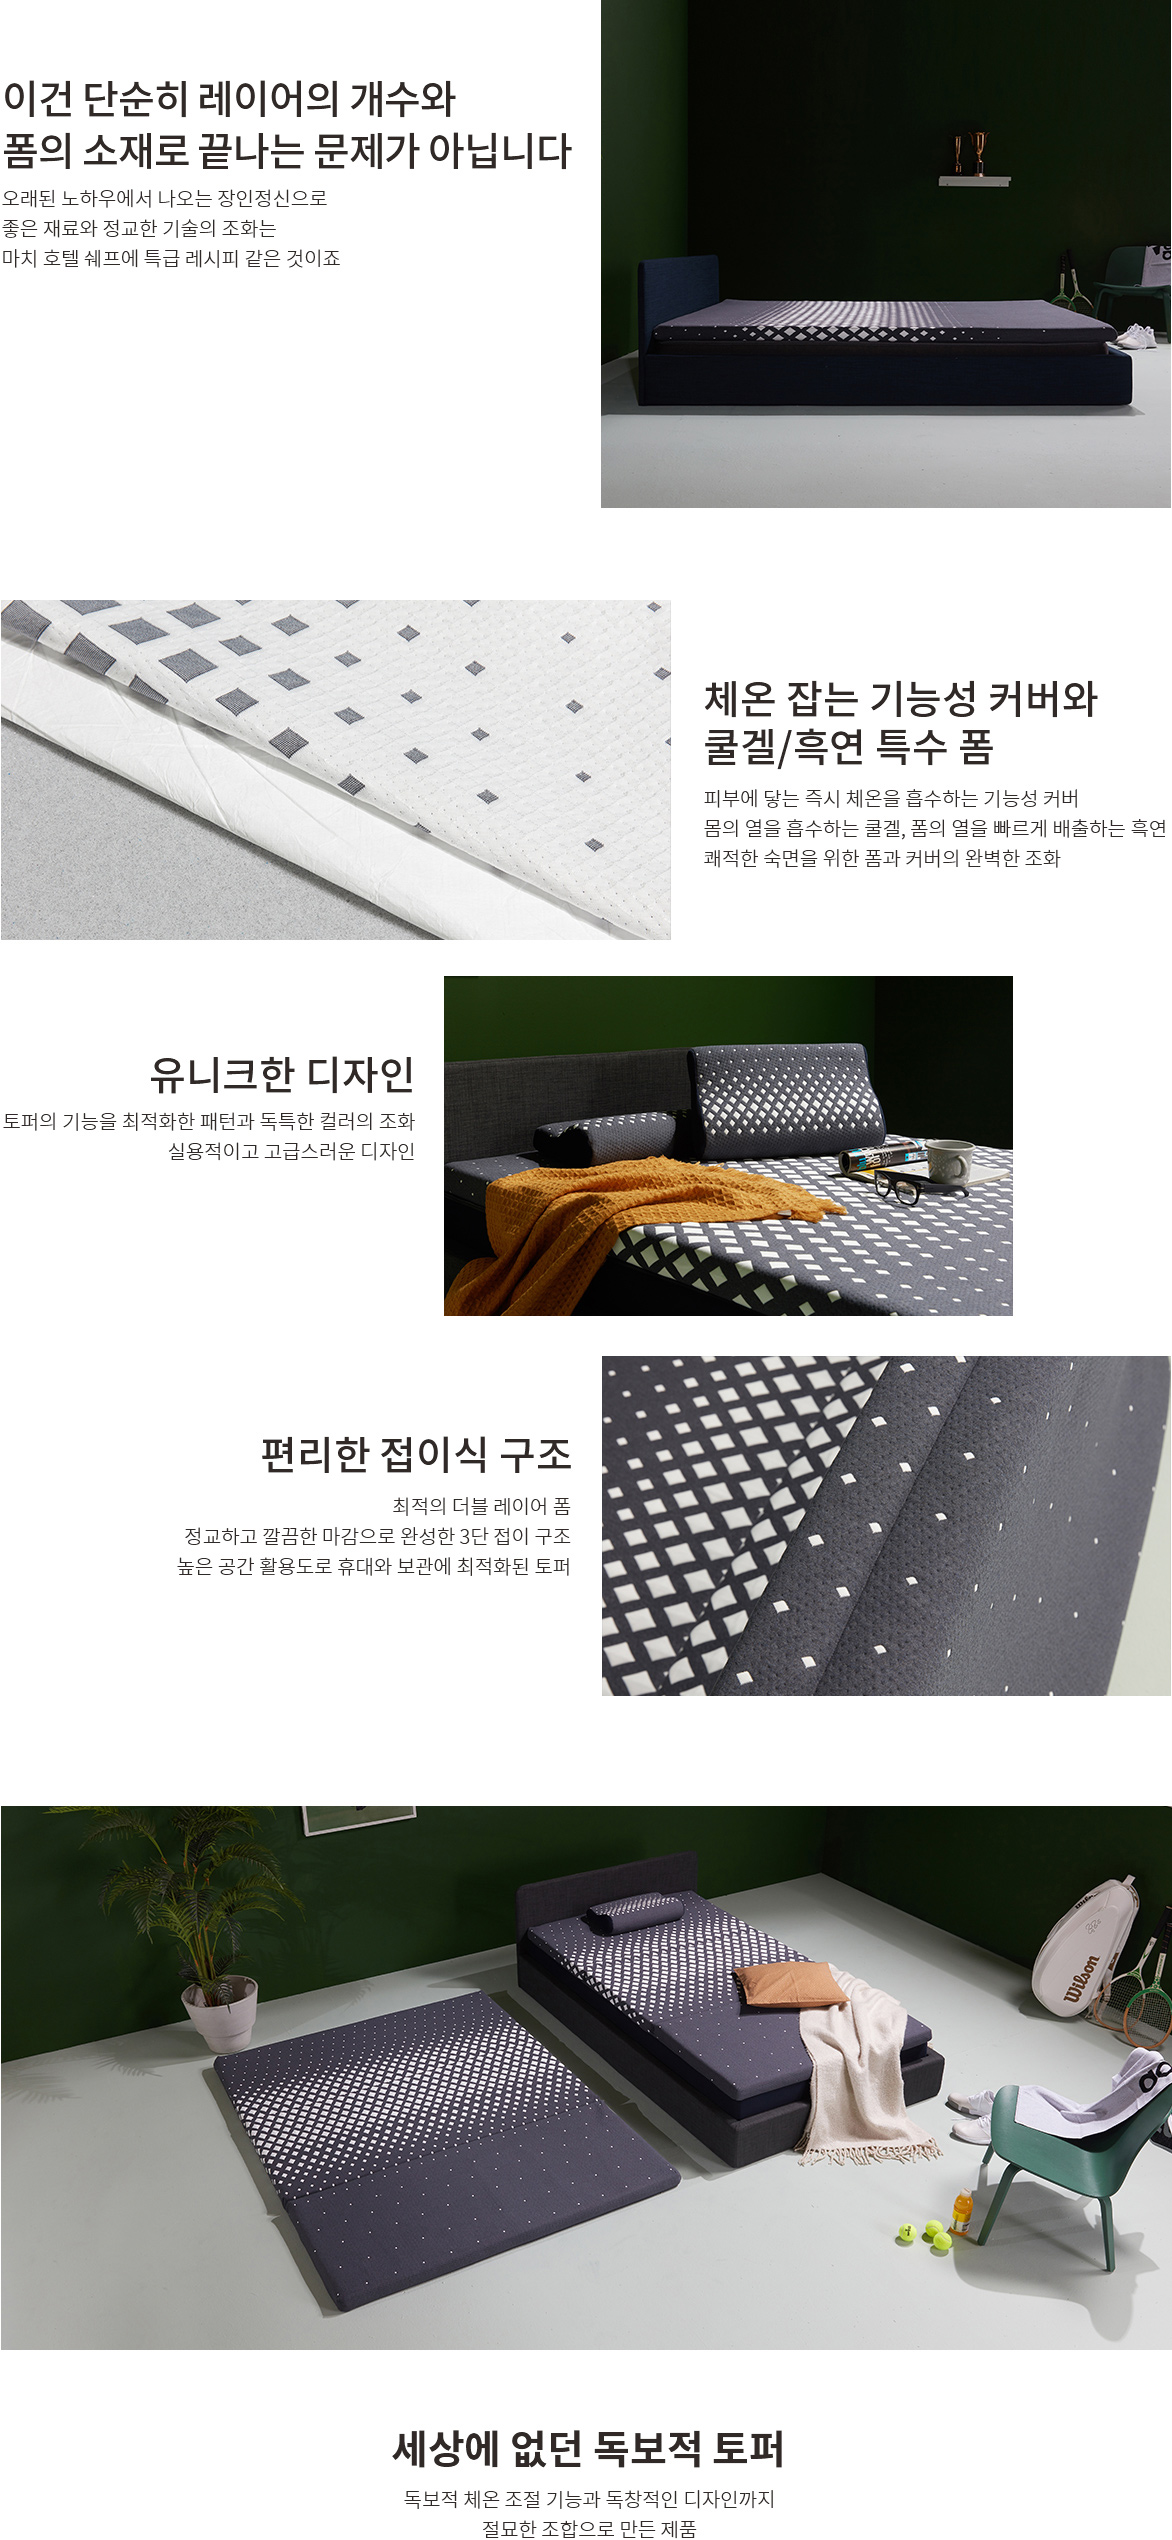 이건 단순히 레이어의 개수와
폼의 소재로 끝나는 문제가 아닙니다
오래된 노하우에서 나오는 장인정신으로
좋은 재료와 정교한 기술의 조화는
마치 호텔 쉐프에 특급 레시피 같은 것이죠
체온 잡는 기능성 커버와
쿨겔/흑연 특수 폼
피부에 닿는 즉시 체온을 흡수하는 기능성 커버
몸의 열을 흡수하는 쿨겔, 폼의 열을 빠르게 배출하는 흑연
쾌적한 숙면을 위한 폼과 커버의 완벽한 조화
유니크한 디자인
토퍼의 기능을 최적화한 패턴과 독특한 컬러의 조화
실용적이고 고급스러운 디자인
편리한 접이식 구조
최적의 더블 레이어 폼
정교하고 깔끔한 마감으로 완성한 3단 접이 구조
높은 공간 활용도로 휴대와 보관에 최적화된 토퍼
Wilson
세상에 없던 독보적 토퍼
독보적 체온 조절 기능과 독창적인 디자인까지
절묘한 조합으로 만든 제품